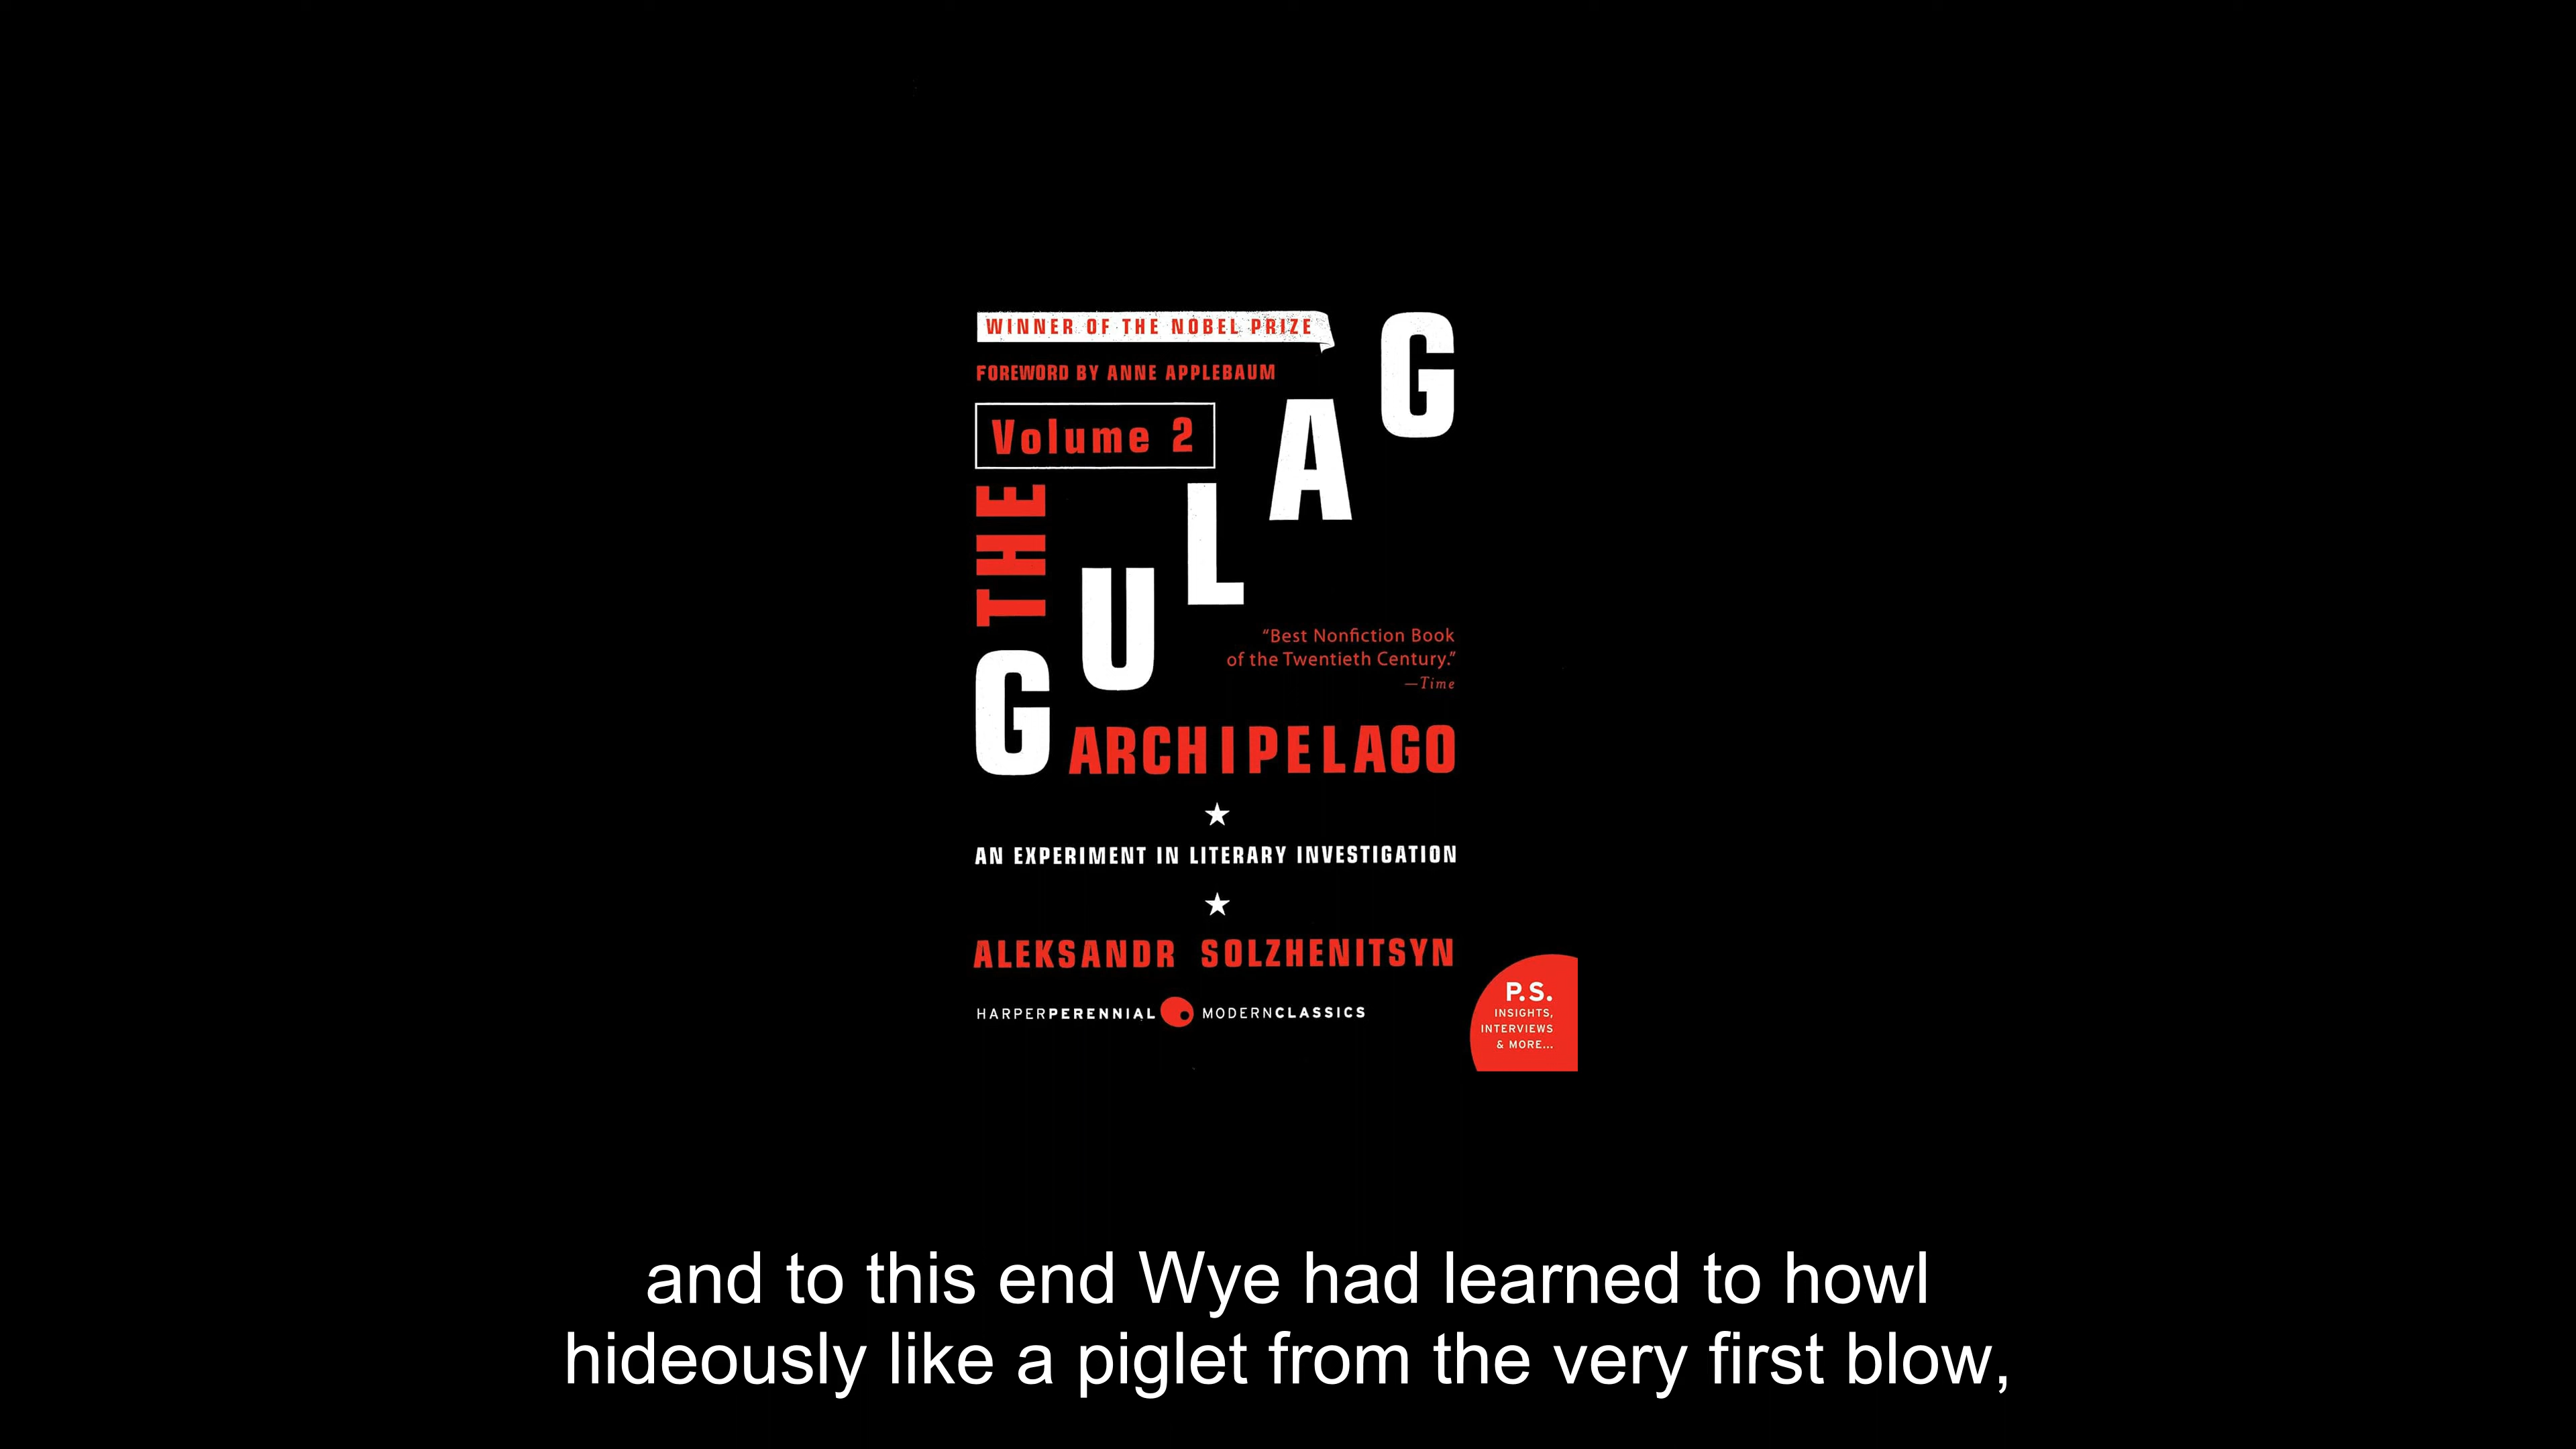 WINNER OF THE NOBEL PRIZE
FOREWORD BY ANNE APPLEBAUM
Volume 2
THE
GULAG
ARCHIPELAGO
"Best Nonfiction Book
of the Twentieth Century."
—Time
AN EXPERIMENT IN LITERARY INVESTIGATION
ALEKSANDR SOLZHENITSYN
HARPERPERENNIAL MODERNCLASSICS
P.S.
INSIGHTS,
INTERVIEWS
& MORE...
and to this end Wye had learned to howl
hideously like a piglet from the very first blow,